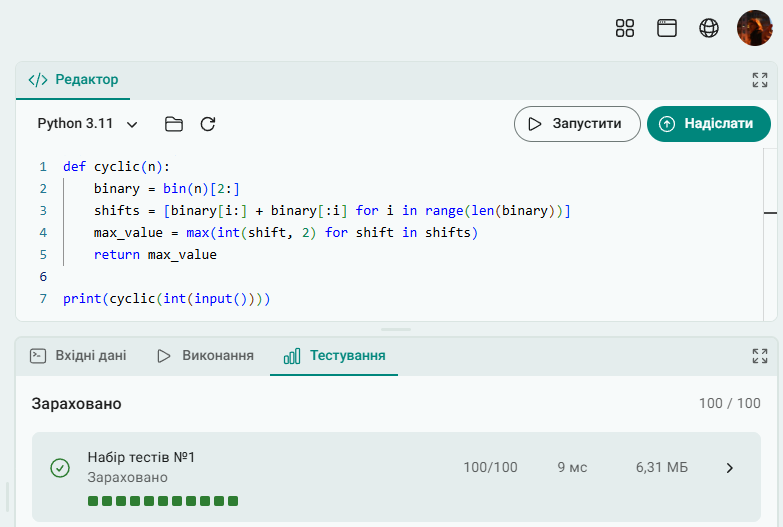 Редактор
Python 3.11
Запустити
Надіслати
1 def cyclic(n):
2 binary = bin(n)[2:]
3 shifts = [binary[i:] + binary[:i] for i in range(len(binary))]
4 max_value = max(int(shift, 2) for shift in shifts)
5 return max_value
6
7 print(cyclic(int(input())))
Вхідні дані
Виконання
Тестування
Зараховано 100 / 100
Набір тестів №1
Зараховано
100/100 9 мс 6,31 МБ